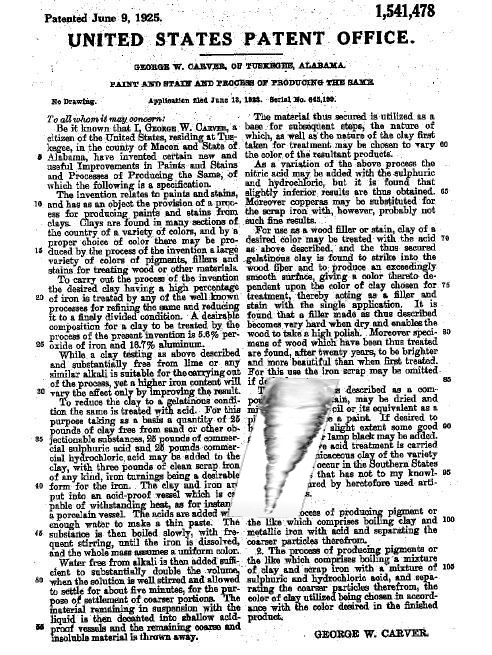 Patented June 9, 1925.
1,541,478
UNITED STATES PATENT OFFICE.
GEORGE W. CARVER, OF TUSKEGEE, ALABAMA.
PAINT AND STAIN AND PROCESS OF PRODUCING THE SAME.
No Drawing.
Application filed June 13, 1923. Serial No. 645,199.
To all whom it may concern:
Be it known that I, GEORGE W. CARVER, a
citizen of the United States, residing at Tus-
kegee, in the county of Macon and State of
5 Alabama, have invented certain new and
useful Improvements in Paints and Stains
and Processes of Producing the Same, of
which the following is a specification.
The invention relates to paints and stains,
10 and has as an object the provision of a proc-
ess for producing paints and stains from
clays. Clays are found in many sections of
the country of a variety of colors, and by a
proper choice of color there may be pro-
15 duced by the process of the invention a large
variety of colors of pigments, fillers and
stains for treating wood or other materials.
To carry out the process of the invention
the desired clay having a high percentage
20 of iron is treated by any of the well known
processes for refining the same and reducing
it to a finely divided condition. A desirable
composition for a clay to be treated by the
process of the present invention is 5.6% per-
25 oxide of iron and 16.7% aluminum.
While a clay testing as above described
and substantially free from lime or any
similar alkali is suitable for the carrying out
of the process, yet a higher iron content will
30 vary the effect only by improving the result.
To reduce the clay to a gelatinous condi-
tion the same is treated with acid. For this
purpose taking as a basis a quantity of 25
pounds of clay free from sand or other ob-
35 jectionable substances, 25 pounds of commer-
cial sulphuric acid and 25 pounds commer-
cial hydrochloric acid may be added to the
clay, with three pounds of clean scrap iron
of any kind, iron turnings being a desirable
40 form for the iron. The clay and iron are
put into an acid-proof vessel which is ca-
pable of withstanding heat, as for instance
a porcelain vessel. The acids are added with
enough water to make a thin paste. The
45 substance is then boiled slowly, with fre-
quent stirring, until the iron is dissolved,
and the whole mass assumes a uniform color.
Water free from alkali is then added suffi-
cient to substantially double the volume,
50 when the solution is well stirred and allowed
to settle for about five minutes, for the pur-
pose of settlement of coarser portions. The
material remaining in suspension with the
liquid is then decanted into shallow acid-
55 proof vessels and the remaining coarse and
insoluble material is thrown away.
The material thus secured is utilized as a
base for subsequent steps, the nature of
which, as well as the nature of the clay first
taken for treatment may be chosen to vary 60
the color of the resultant products.
As a variation of the above process the
nitric acid may be added with the sulphuric
and hydrochloric, but it is found that
slightly inferior results are thus obtained. 65
Moreover copperas may be substituted for
the scrap iron with, however, probably not
such fine results.
For use as a wood filler or stain, clay of a
desired color may be treated with the acid 70
as above described, and the thus secured
gelatinous clay is found to strike into the
wood fiber and to produce an exceedingly
smooth surface, giving a color thereto de-
pendent upon the color of clay chosen for 75
treatment, thereby acting as a filler and
stain with the single application. It is
found that a filler made as thus described
becomes very hard when dry and enables the
wood to take a high polish. Moreover speci- 80
mens of wood which have been thus treated
are found, after twenty years, to be brighter
and more beautiful than when first treated.
For this use the iron scrap may be omitted
if de 85
s described as a com-
ain, may be dried and
oil or its equivalent as a
e a paint. If desired to
slight extent some good 90
r lamp black may be added.
e acid treatment is carried
micaceous clay of the variety
occur in the Southern States
that has not to my knowl- 95
ured by heretofore used arti-
s.
ocess of producing pigment or
the like which comprises boiling clay and 100
metallic iron with acid and separating the
coarser particles therefrom.
2. The process of producing pigments or
the like which comprises boiling a mixture
of clay and scrap iron with a mixture of 105
sulphuric and hydrochloric acid, and sepa-
rating the coarser particles therefrom, the
color of clay utilized being chosen in accord-
ance with the color desired in the finished
product.
GEORGE W. CARVER.